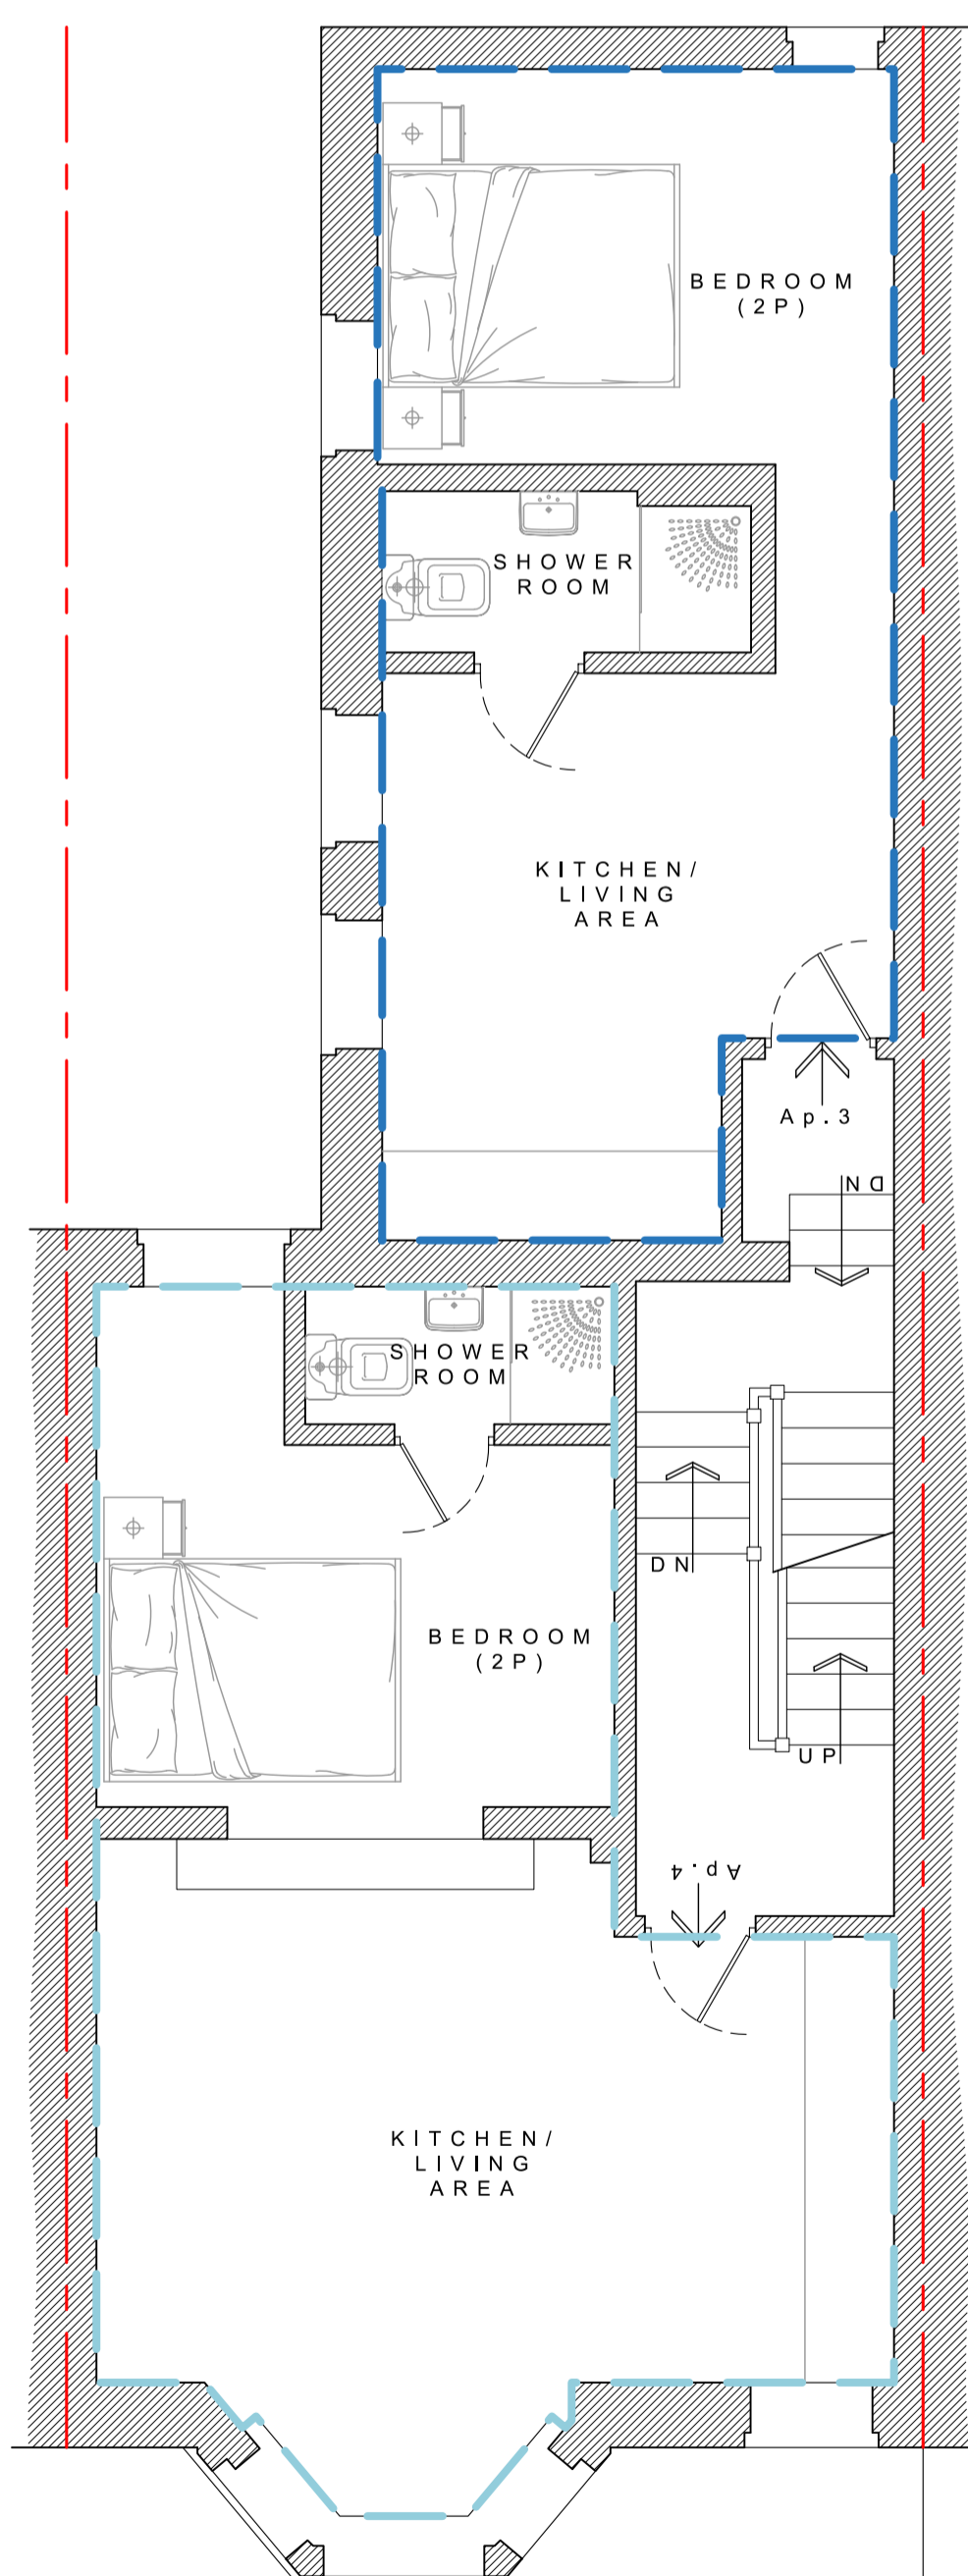 BEDROOM
(2P)
SHOWER
ROOM
KITCHEN/
LIVING
AREA
Ap.3
DN
SHOWER
ROOM
DN
BEDROOM
(2P)
UP
Ap.4
KITCHEN/
LIVING
AREA